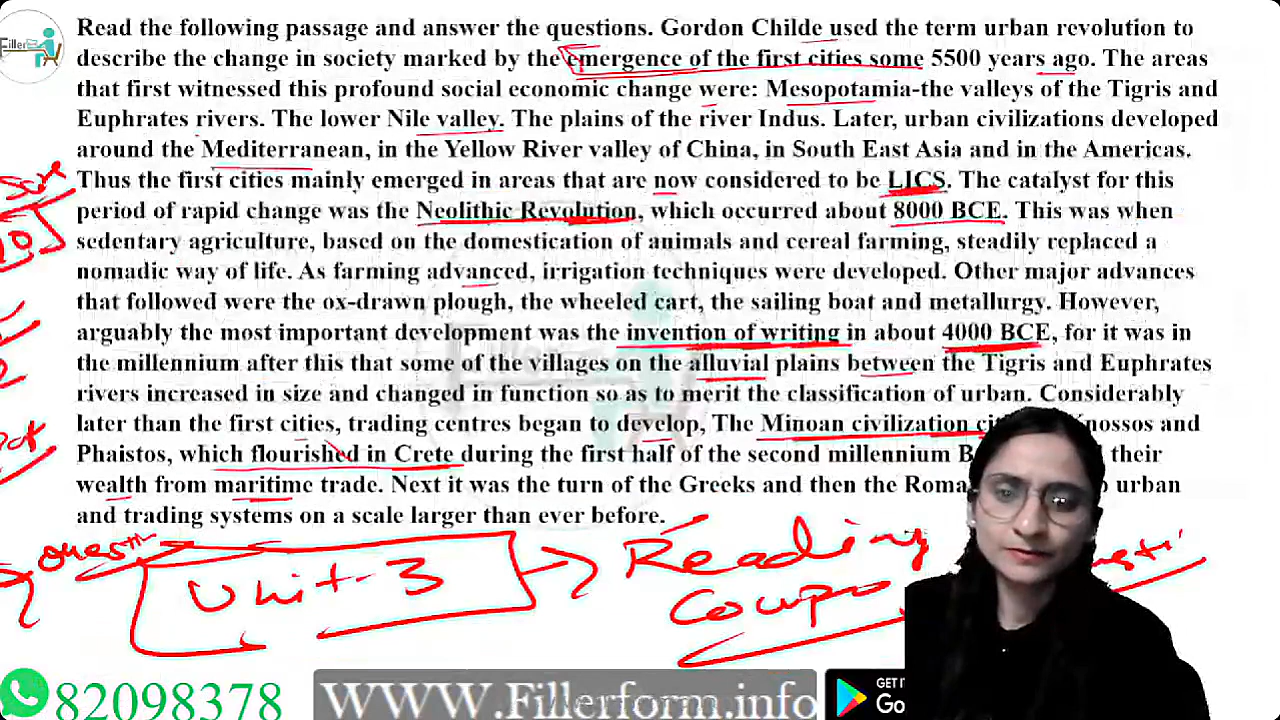 Read the following passage and answer the questions. Gordon Childe used the term urban revolution to
describe the change in society marked by the emergence of the first cities some 5500 years ago. The areas
that first witnessed this profound social economic change were: Mesopotamia-the valleys of the Tigris and
Euphrates rivers. The lower Nile valley. The plains of the river Indus. Later, urban civilizations developed
around the Mediterranean, in the Yellow River valley of China, in South East Asia and in the Americas.
Thus the first cities mainly emerged in areas that are now considered to be LICS. The catalyst for this
period of rapid change was the Neolithic Revolution, which occurred about 8000 BCE. This was when
sedentary agriculture, based on the domestication of animals and cereal farming, steadily replaced a
nomadic way of life. As farming advanced, irrigation techniques were developed. Other major advances
that followed were the ox-drawn plough, the wheeled cart, the sailing boat and metallurgy. However,
arguably the most important development was the invention of writing in about 4000 BCE, for it was in
the millennium after this that some of the villages on the alluvial plains between the Tigris and Euphrates
rivers increased in size and changed in function so as to merit the classification of urban. Considerably
later than the first cities, trading centres began to develop, The Minoan civilization and
Phaistos, which flourished in Crete during the first half of the second millennium their
wealth from maritime trade. Next it was the turn of the Greeks and then the urban
and trading systems on a scale larger than ever before.
Unit-3
Reading
82098378
WWW.Fillerform.info
GET
Filler